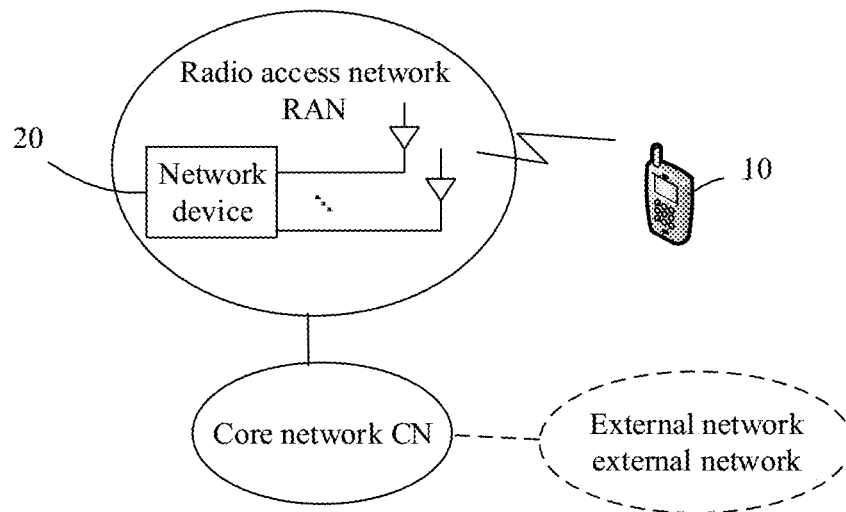 Radio access network
RAN
20
Network
device
10
Core network CN
External network
external network